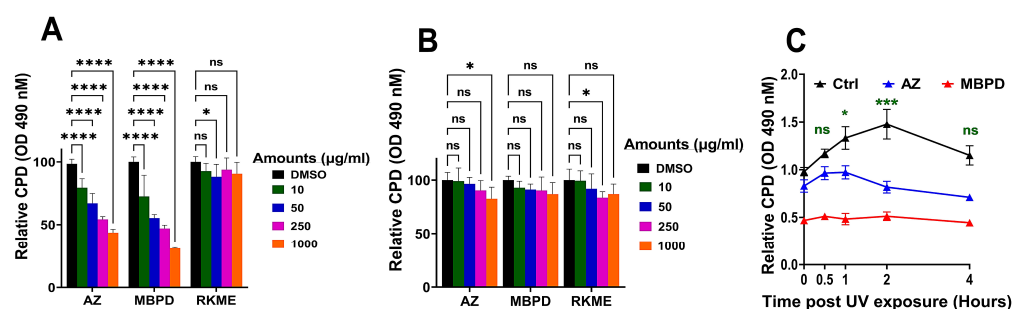 A
Relative CPD (OD 490 nM)
100
50
0
**** ****
**** ****
**** ****
**** ****
ns
ns
*
ns
AZ MBPD RKME
Amounts (µg/ml)
DMSO
10
50
250
1000
B
Relative CPD (OD 490 nM)
100
50
0
* ns ns
ns ns *
ns ns ns
ns ns ns
AZ MBPD RKME
Amounts (µg/ml)
DMSO
10
50
250
1000
C
Relative CPD (OD 490 nM)
2.0
1.5
1.0
0.5
0.0
Ctrl AZ MBPD
ns * *** ns
0 0.5 1 2 4
Time post UV exposure (Hours)